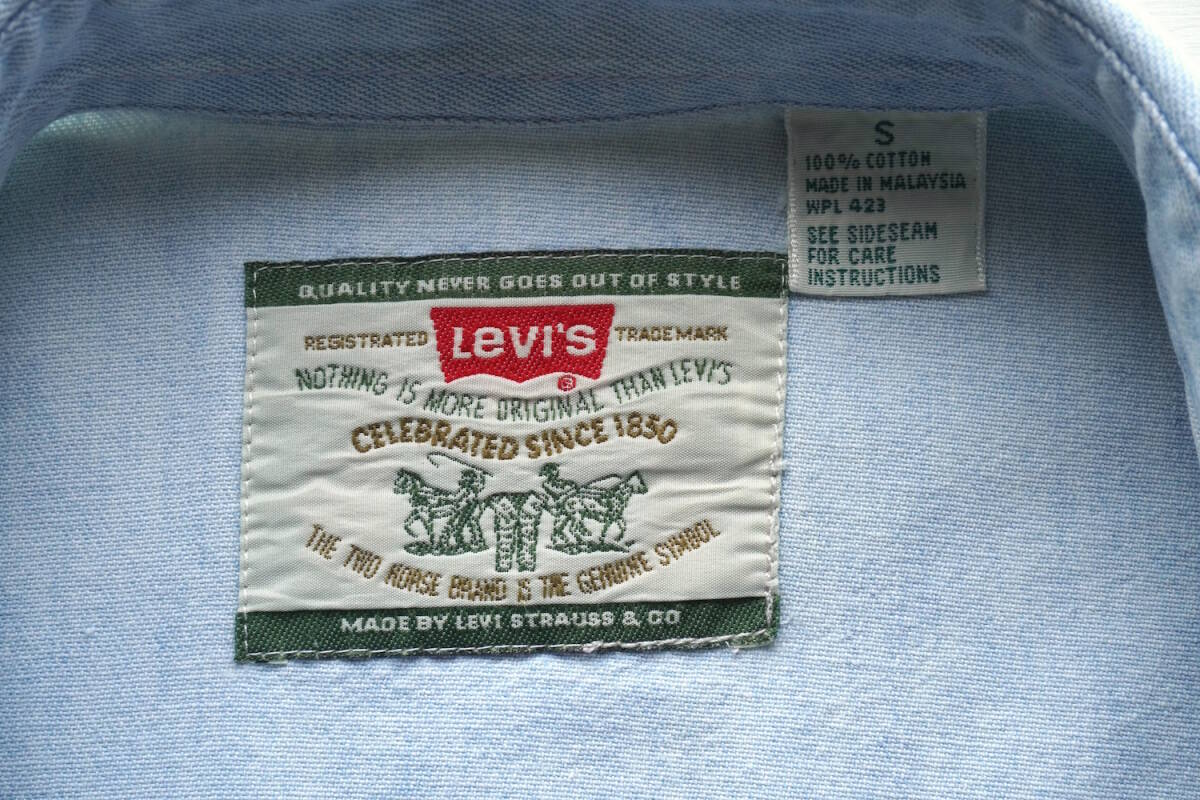 S
100% COTTON
MADE IN MALAYSIA
WPL 423
SEE SIDESEAM
FOR CARE
INSTRUCTIONS
QUALITY NEVER GOES OUT OF STYLE
REGISTRATED LEVI'S TRADEMARK
®
NOTHING IS MORE ORIGINAL THAN LEVI'S
CELEBRATED SINCE 1850
THE TWO HORSE BRAND IS THE GENUINE SYMBOL
MADE BY LEVI STRAUSS & CO